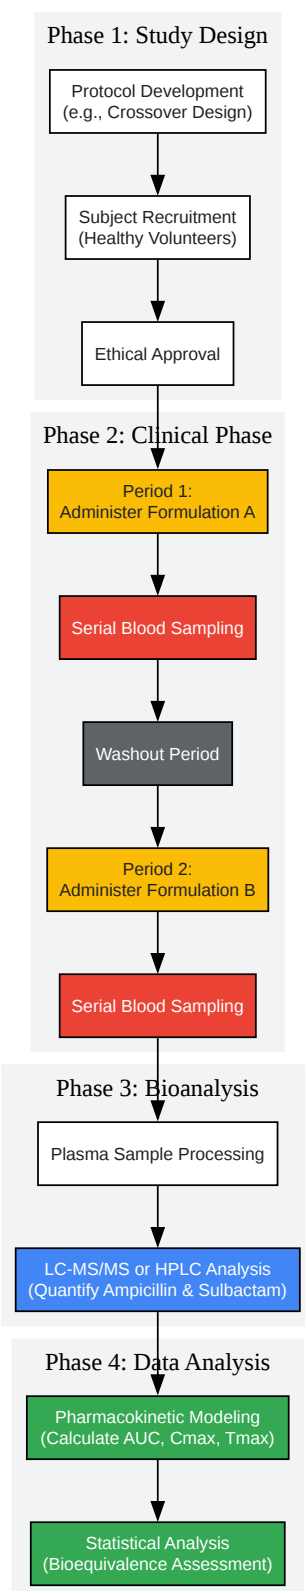 Phase 1: Study Design
Protocol Development
(e.g., Crossover Design)
Subject Recruitment
(Healthy Volunteers)
Ethical Approval
Phase 2: Clinical Phase
Period 1:
Administer Formulation A
Serial Blood Sampling
Washout Period
Period 2:
Administer Formulation B
Serial Blood Sampling
Phase 3: Bioanalysis
Plasma Sample Processing
LC-MS/MS or HPLC Analysis
(Quantify Ampicillin & Sulbactam)
Phase 4: Data Analysis
Pharmacokinetic Modeling
(Calculate AUC, Cmax, Tmax)
Statistical Analysis
(Bioequivalence Assessment)